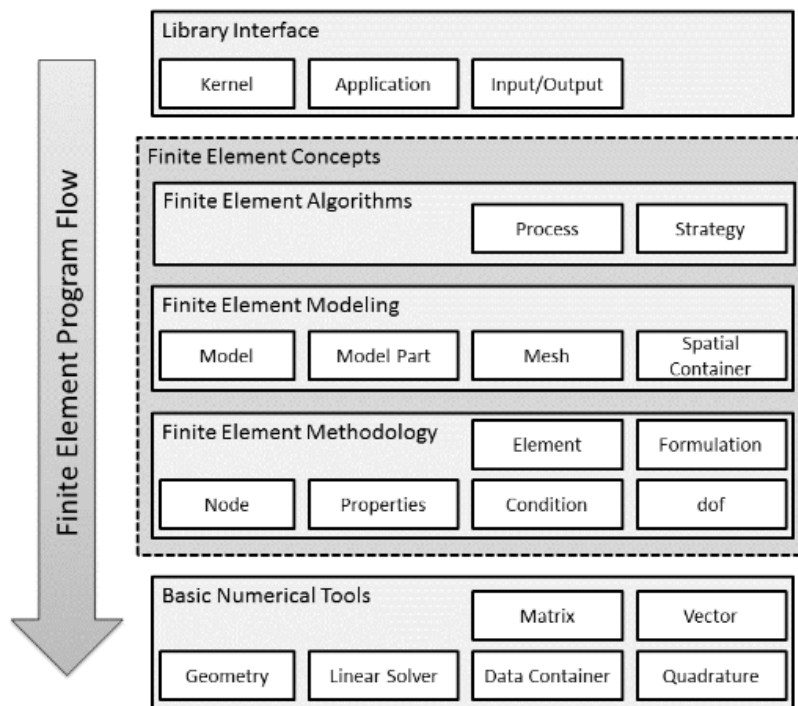 Library Interface
Kernel
Application
Input/Output
Finite Element Program Flow
Finite Element Concepts
Finite Element Algorithms
Process
Strategy
Finite Element Modeling
Model
Model Part
Mesh
Spatial
Container
Finite Element Methodology
Element
Formulation
Node
Properties
Condition
dof
Basic Numerical Tools
Matrix
Vector
Geometry
Linear Solver
Data Container
Quadrature